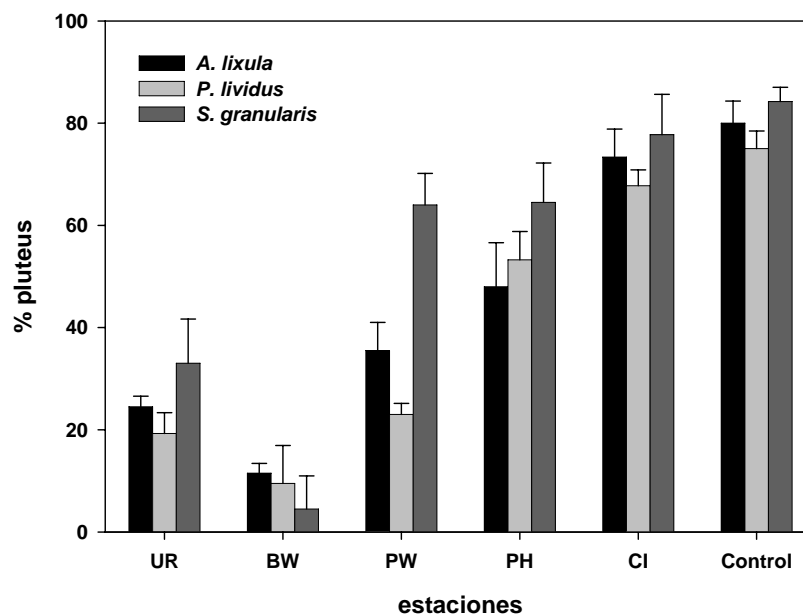 100
80
60
40
20
0
% pluteus
A. lixula
P. lividus
S. granularis
UR BW PW PH CI Control
estaciones